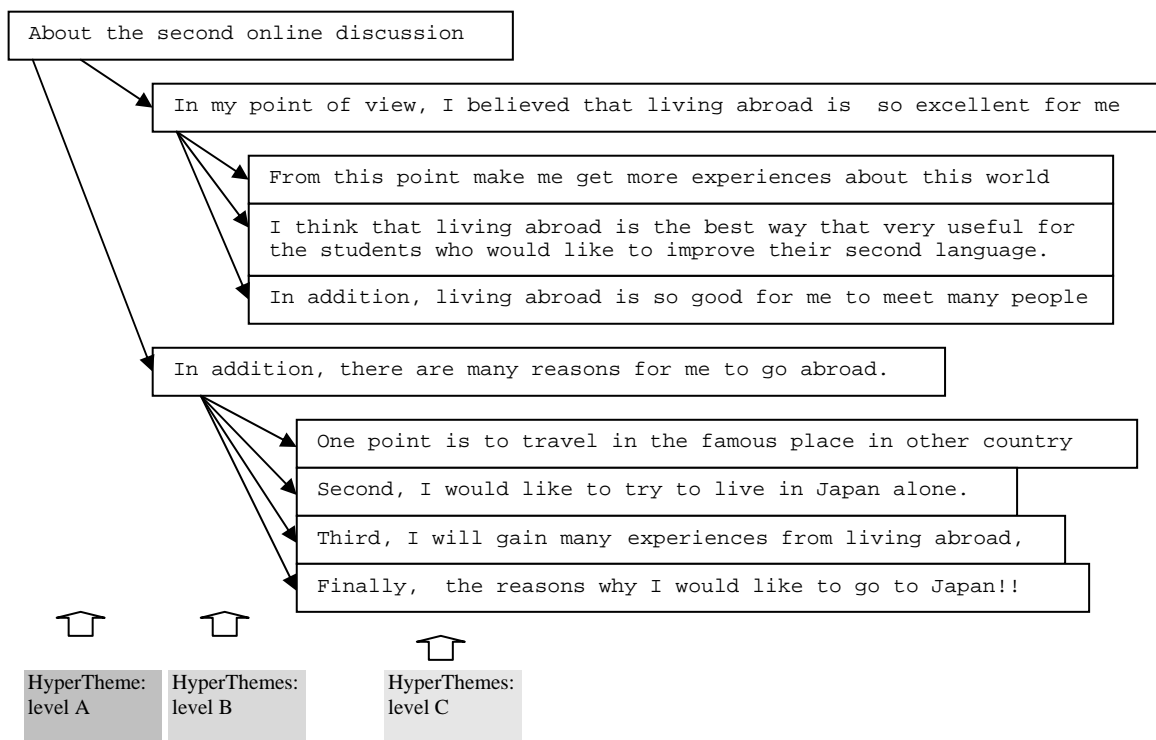 About the second online discussion
In my point of view, I believed that living abroad is  so excellent for me
From this point make me get more experiences about this world
I think that living abroad is the best way that very useful for
the students who would like to improve their second language.
In addition, living abroad is so good for me to meet many people
In addition, there are many reasons for me to go abroad.
One point is to travel in the famous place in other country
Second, I would like to try to live in Japan alone.
Third, I will gain many experiences from living abroad,
Finally,  the reasons why I would like to go to Japan!!
HyperTheme:
level A
HyperThemes:
level B
HyperThemes:
level C